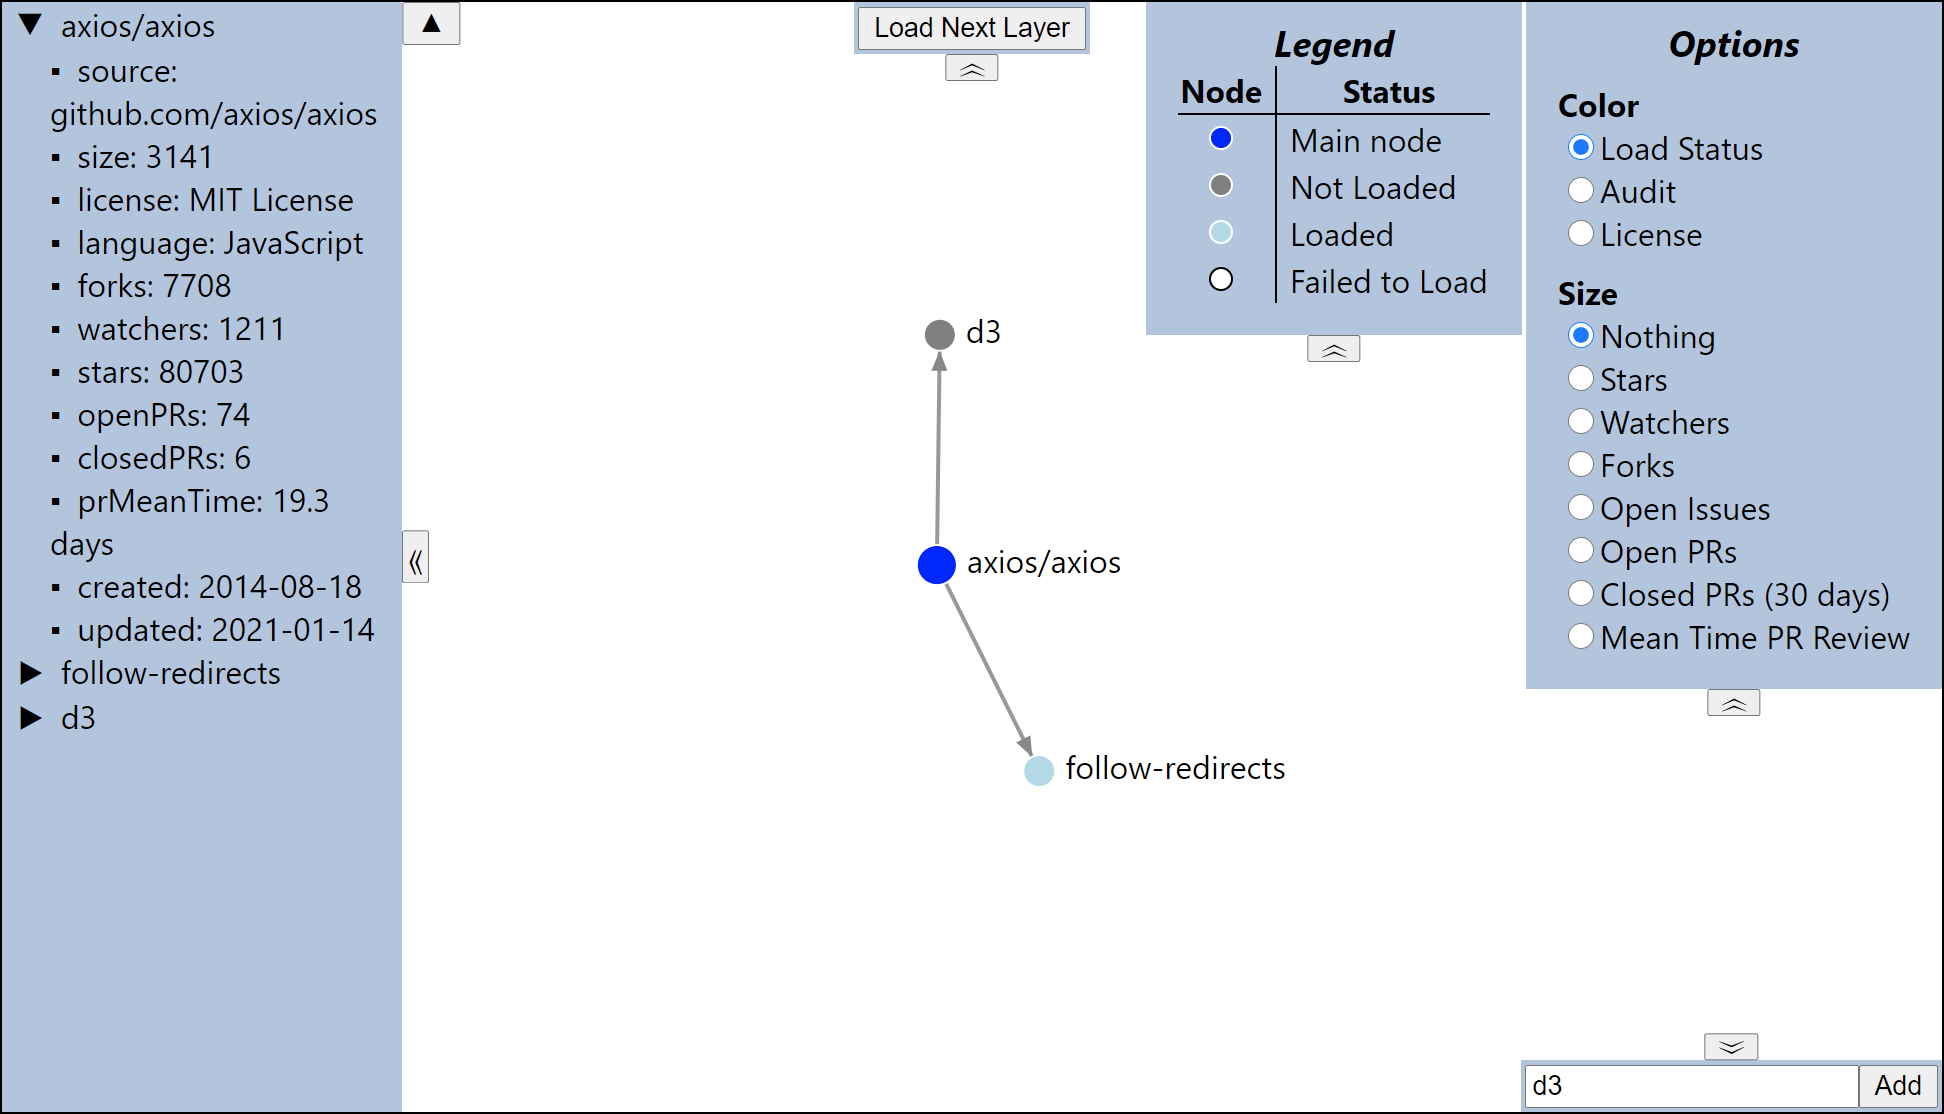 ▼ axios/axios
▪ source:
github.com/axios/axios
▪ size: 3141
▪ license: MIT License
▪ language: JavaScript
▪ forks: 7708
▪ watchers: 1211
▪ stars: 80703
▪ openPRs: 74
▪ closedPRs: 6
▪ prMeanTime: 19.3
days
▪ created: 2014-08-18
▪ updated: 2021-01-14
▶ follow-redirects
▶ d3
▲
Load Next Layer
d3
axios/axios
follow-redirects
Legend
Node Status
Main node
Not Loaded
Loaded
Failed to Load
Options
Color
Load Status
Audit
License
Size
Nothing
Stars
Watchers
Forks
Open Issues
Open PRs
Closed PRs (30 days)
Mean Time PR Review
d3 Add